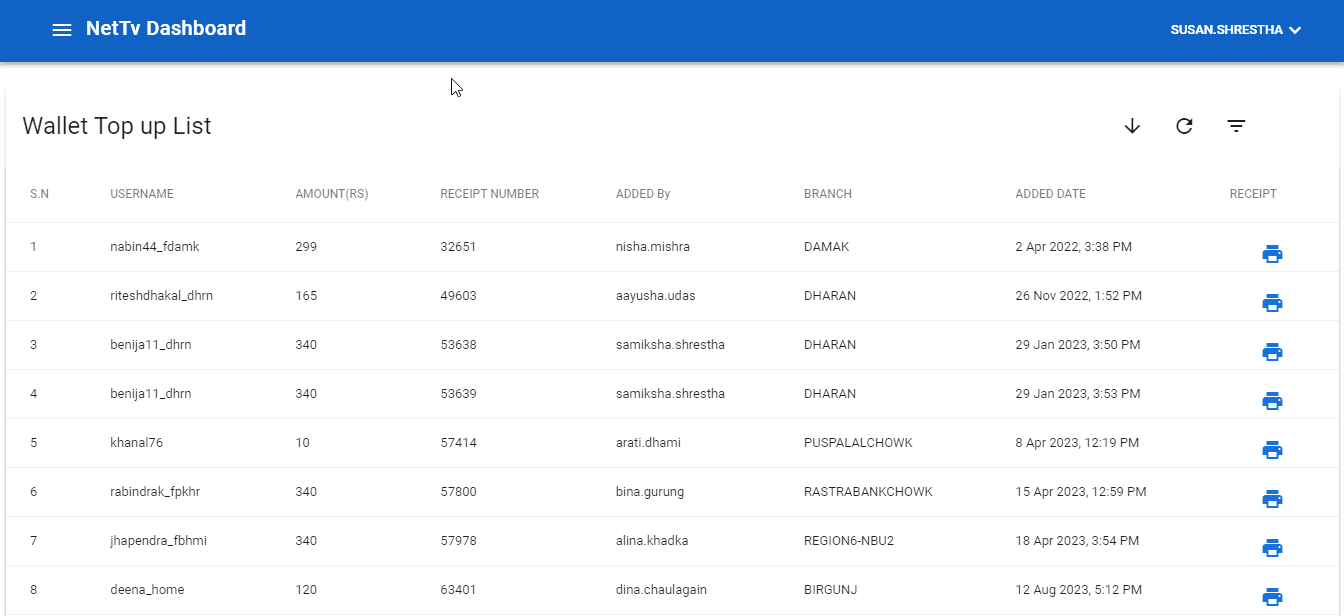 NetTv Dashboard SUSAN.SHRESTHA
Wallet Top up List
S.N USERNAME AMOUNT(RS) RECEIPT NUMBER ADDED By BRANCH ADDED DATE RECEIPT
1 nabin44_fdamk 299 32651 nisha.mishra DAMAK 2 Apr 2022, 3:38 PM
2 riteshdhakal_dhrn 165 49603 aayusha.udas DHARAN 26 Nov 2022, 1:52 PM
3 benija11_dhrn 340 53638 samiksha.shrestha DHARAN 29 Jan 2023, 3:50 PM
4 benija11_dhrn 340 53639 samiksha.shrestha DHARAN 29 Jan 2023, 3:53 PM
5 khanal76 10 57414 arati.dhami PUSPALALCHOWK 8 Apr 2023, 12:19 PM
6 rabindrak_fpkhr 340 57800 bina.gurung RASTRABANKCHOWK 15 Apr 2023, 12:59 PM
7 jhapendra_fbhmi 340 57978 alina.khadka REGION6-NBU2 18 Apr 2023, 3:54 PM
8 deena_home 120 63401 dina.chaulagain BIRGUNJ 12 Aug 2023, 5:12 PM